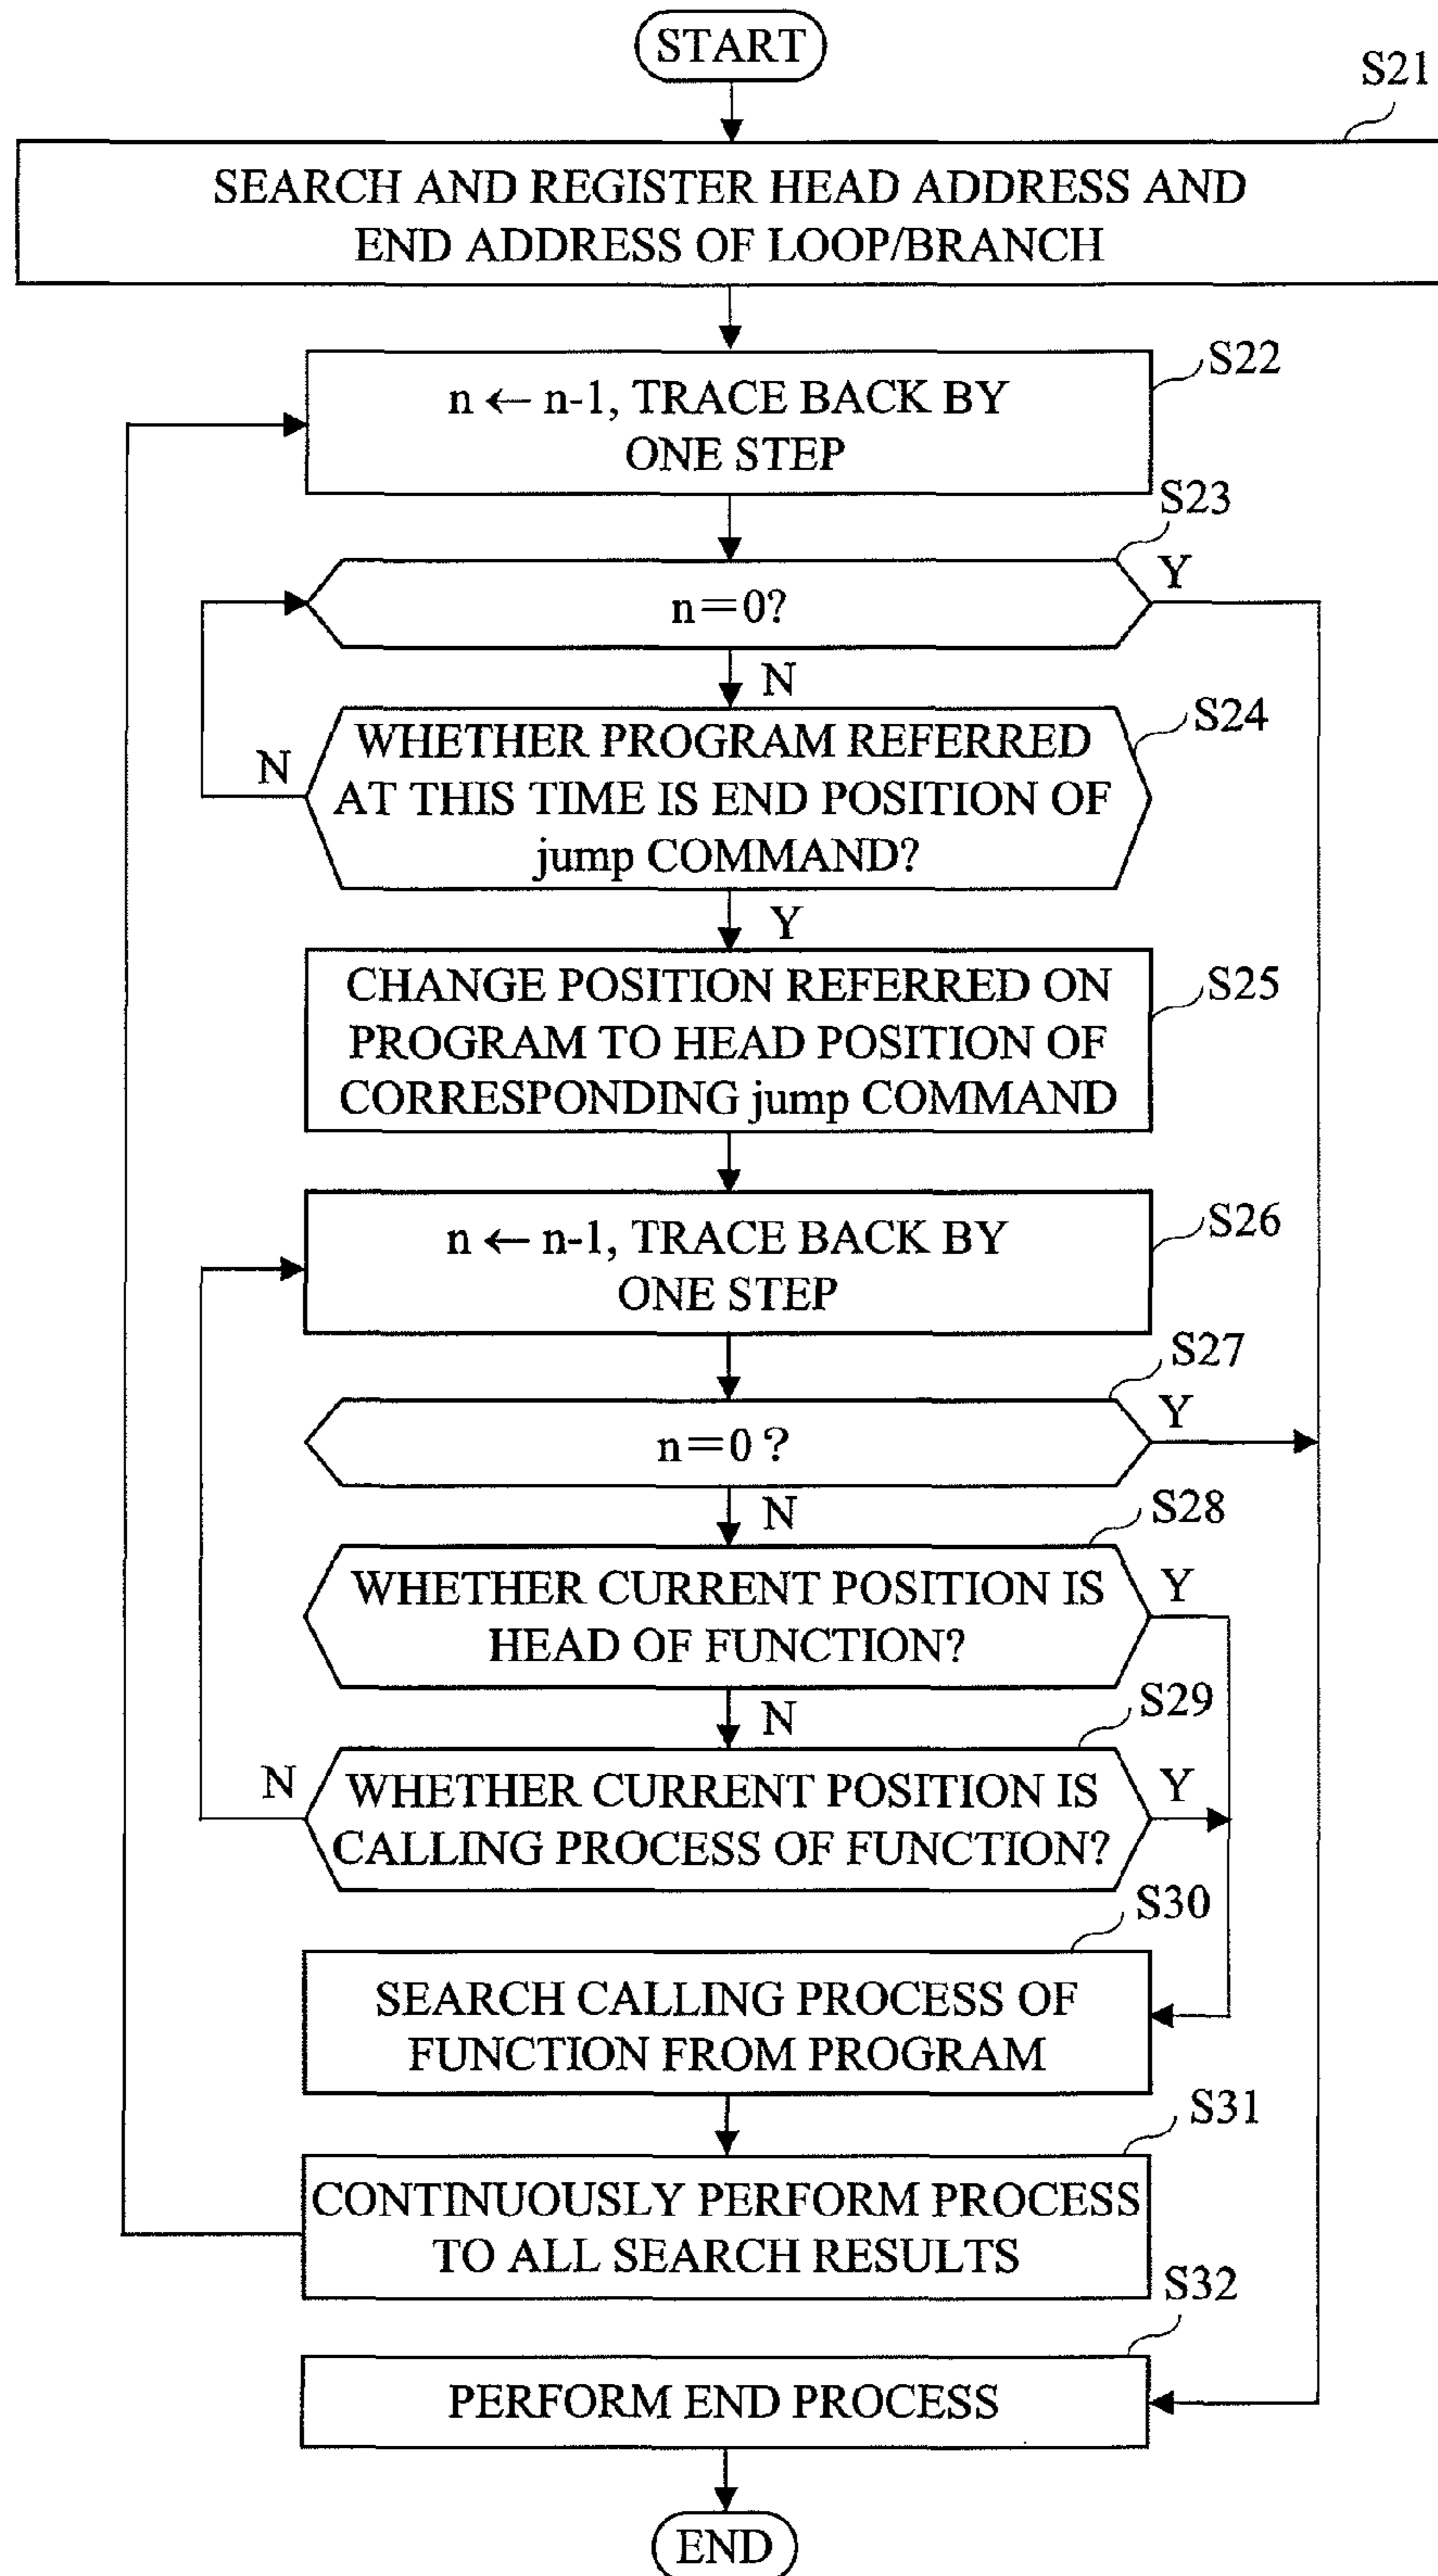 START
S21
SEARCH AND REGISTER HEAD ADDRESS AND
END ADDRESS OF LOOP/BRANCH
S22
n ← n-1, TRACE BACK BY
ONE STEP
S23
Y
n=0?
N
S24
N
WHETHER PROGRAM REFERRED
AT THIS TIME IS END POSITION OF
jump COMMAND?
Y
S25
CHANGE POSITION REFERRED ON
PROGRAM TO HEAD POSITION OF
CORRESPONDING jump COMMAND
S26
n ← n-1, TRACE BACK BY
ONE STEP
S27
Y
n=0 ?
N
S28
WHETHER CURRENT POSITION IS
HEAD OF FUNCTION?
Y
N
S29
N
WHETHER CURRENT POSITION IS
CALLING PROCESS OF FUNCTION?
Y
S30
SEARCH CALLING PROCESS OF
FUNCTION FROM PROGRAM
S31
CONTINUOUSLY PERFORM PROCESS
TO ALL SEARCH RESULTS
S32
PERFORM END PROCESS
END